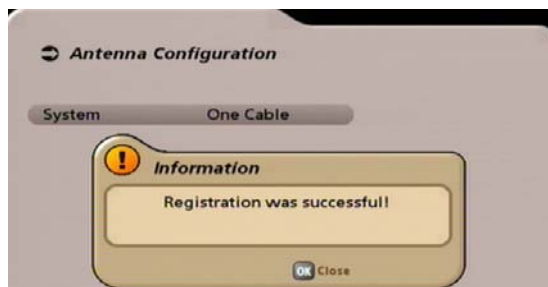 Antenna Configuration
System One Cable
Information
Registration was successful!
OK Close